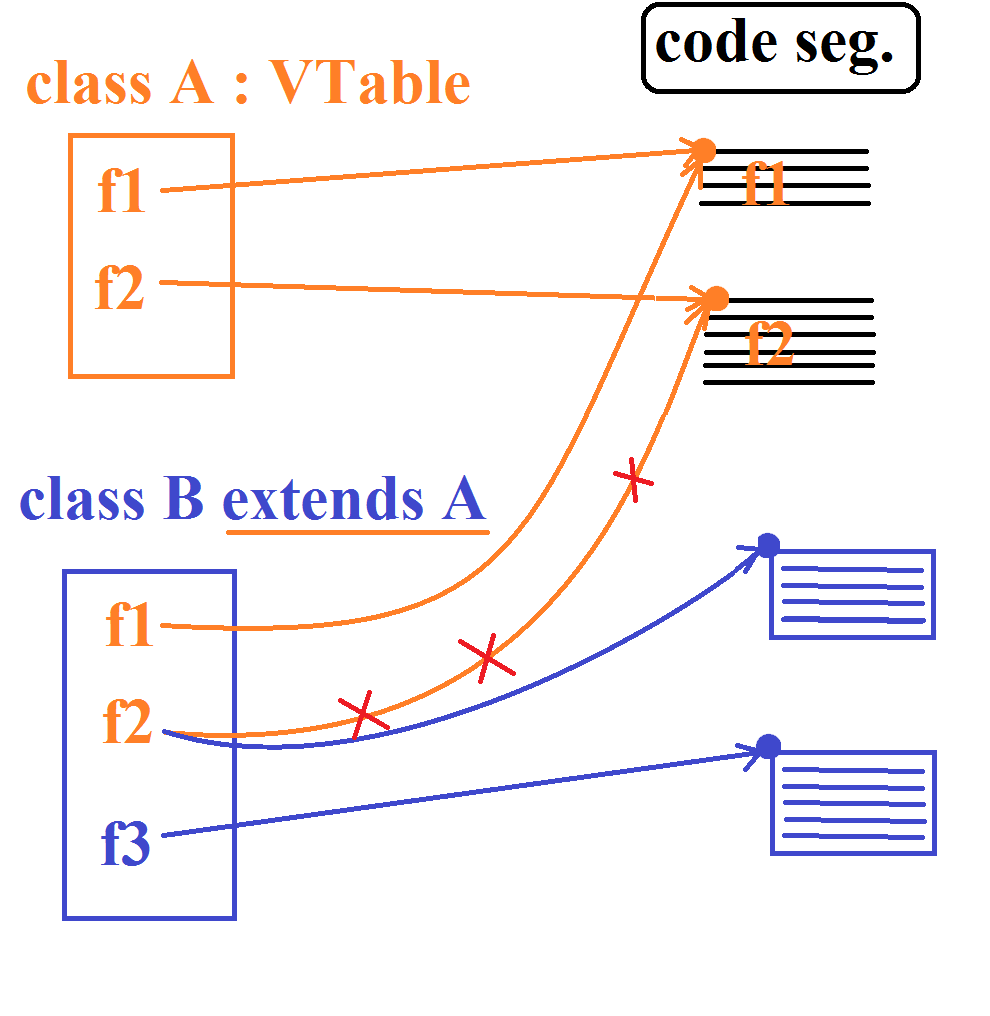 code seg.
class A : VTable
f1
f1
f2
f2
class B extends A
f1
f2
f3